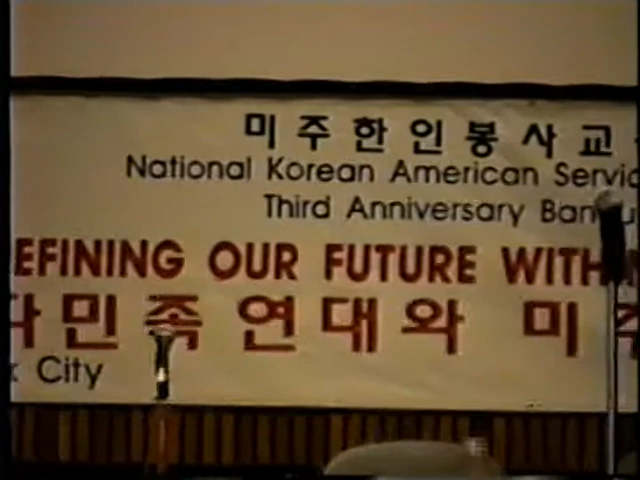 미주한인봉사교
National Korean American Servic
Third Anniversary Ban
EFINING OUR FUTURE WITH
다민족연대와 미주
City